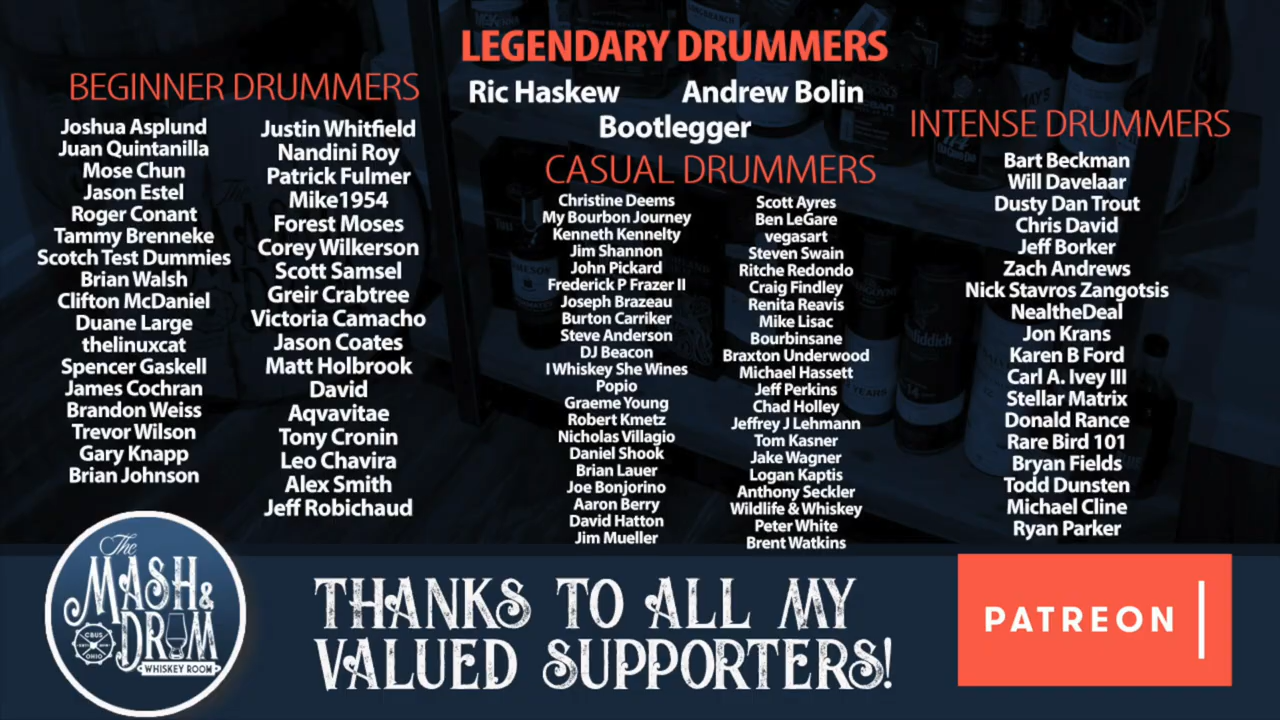 LEGENDARY DRUMMERS
Ric Haskew Andrew Bolin
Bootlegger
BEGINNER DRUMMERS
Joshua Asplund
Juan Quintanilla
Mose Chun
Jason Estel
Roger Conant
Tammy Brenneke
Scotch Test Dummies
Brian Walsh
Clifton McDaniel
Duane Large
thelinuxcat
Spencer Gaskell
James Cochran
Brandon Weiss
Trevor Wilson
Gary Knapp
Brian Johnson
Justin Whitfield
Nandini Roy
Patrick Fulmer
Mike1954
Forest Moses
Corey Wilkerson
Scott Samsel
Greir Crabtree
Victoria Camacho
Jason Coates
Matt Holbrook
David
Aqvavitae
Tony Cronin
Leo Chavira
Alex Smith
Jeff Robichaud
CASUAL DRUMMERS
Christine Deems
My Bourbon Journey
Kenneth Kennelty
Jim Shannon
John Pickard
Frederick P Frazer II
Joseph Brazeau
Burton Carriker
Steve Anderson
DJ Beacon
I Whiskey She Wines
Popio
Graeme Young
Robert Kmetz
Nicholas Villagio
Daniel Shook
Brian Lauer
Joe Bonjorino
Aaron Berry
David Hatton
Jim Mueller
Scott Ayres
Ben LeGare
vegasart
Steven Swain
Ritche Redondo
Craig Findley
Renita Reavis
Mike Lisac
Bourbinsane
Braxton Underwood
Michael Hassett
Jeff Perkins
Chad Holley
Jeffrey J Lehmann
Tom Kasner
Jake Wagner
Logan Kaptis
Anthony Seckler
Wildlife & Whiskey
Peter White
Brent Watkins
INTENSE DRUMMERS
Bart Beckman
Will Davelaar
Dusty Dan Trout
Chris David
Jeff Borker
Zach Andrews
Nick Stavros Zangotsis
NealtheDeal
Jon Krans
Karen B Ford
Carl A. Ivey III
Stellar Matrix
Donald Rance
Rare Bird 101
Bryan Fields
Todd Dunsten
Michael Cline
Ryan Parker
The
MASH &
DRUM
CBUS
OHIO
WHISKEY ROOM
THANKS TO ALL MY
VALUED SUPPORTERS!
PATREON